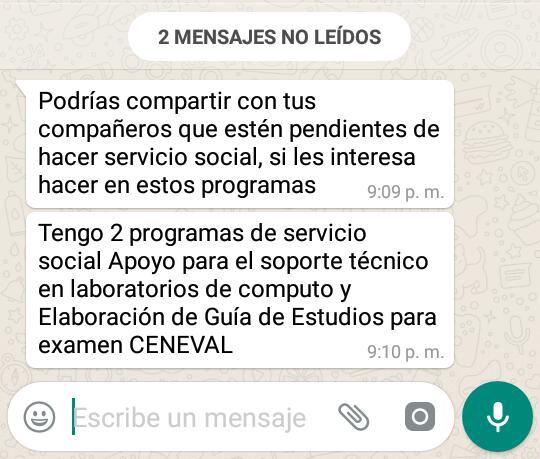 2 MENSAJES NO LEÍDOS
Podrías compartir con tus
compañeros que estén pendientes de
hacer servicio social, si les interesa
hacer en estos programas
9:09 p. m.
Tengo 2 programas de servicio
social Apoyo para el soporte técnico
en laboratorios de computo y
Elaboración de Guía de Estudios para
examen CENEVAL
9:10 p. m.
Escribe un mensaje